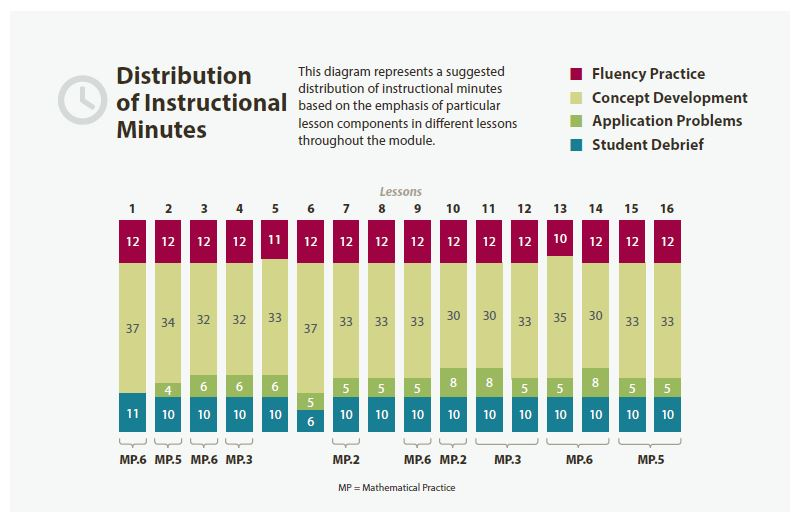 Distribution
of Instructional
Minutes
This diagram represents a suggested
distribution of instructional minutes
based on the emphasis of particular
lesson components in different lessons
throughout the module.
Fluency Practice
Concept Development
Application Problems
Student Debrief
Lessons
1 2 3 4 5 6 7 8 9 10 11 12 13 14 15 16
12 12 12 12 11 12 12 12 12 12 12 12 10 12 12 12
37 34 32 32 33 37 33 33 33 30 30 33 35 30 33 33
4 6 6 6 5 5 5 5 8 8 5 5 8 5 5
11 10 10 10 10 6 10 10 10 10 10 10 10 10 10 10
MP.6 MP.5 MP.6 MP.3 MP.2 MP.6 MP.2 MP.3 MP.6 MP.5
MP = Mathematical Practice